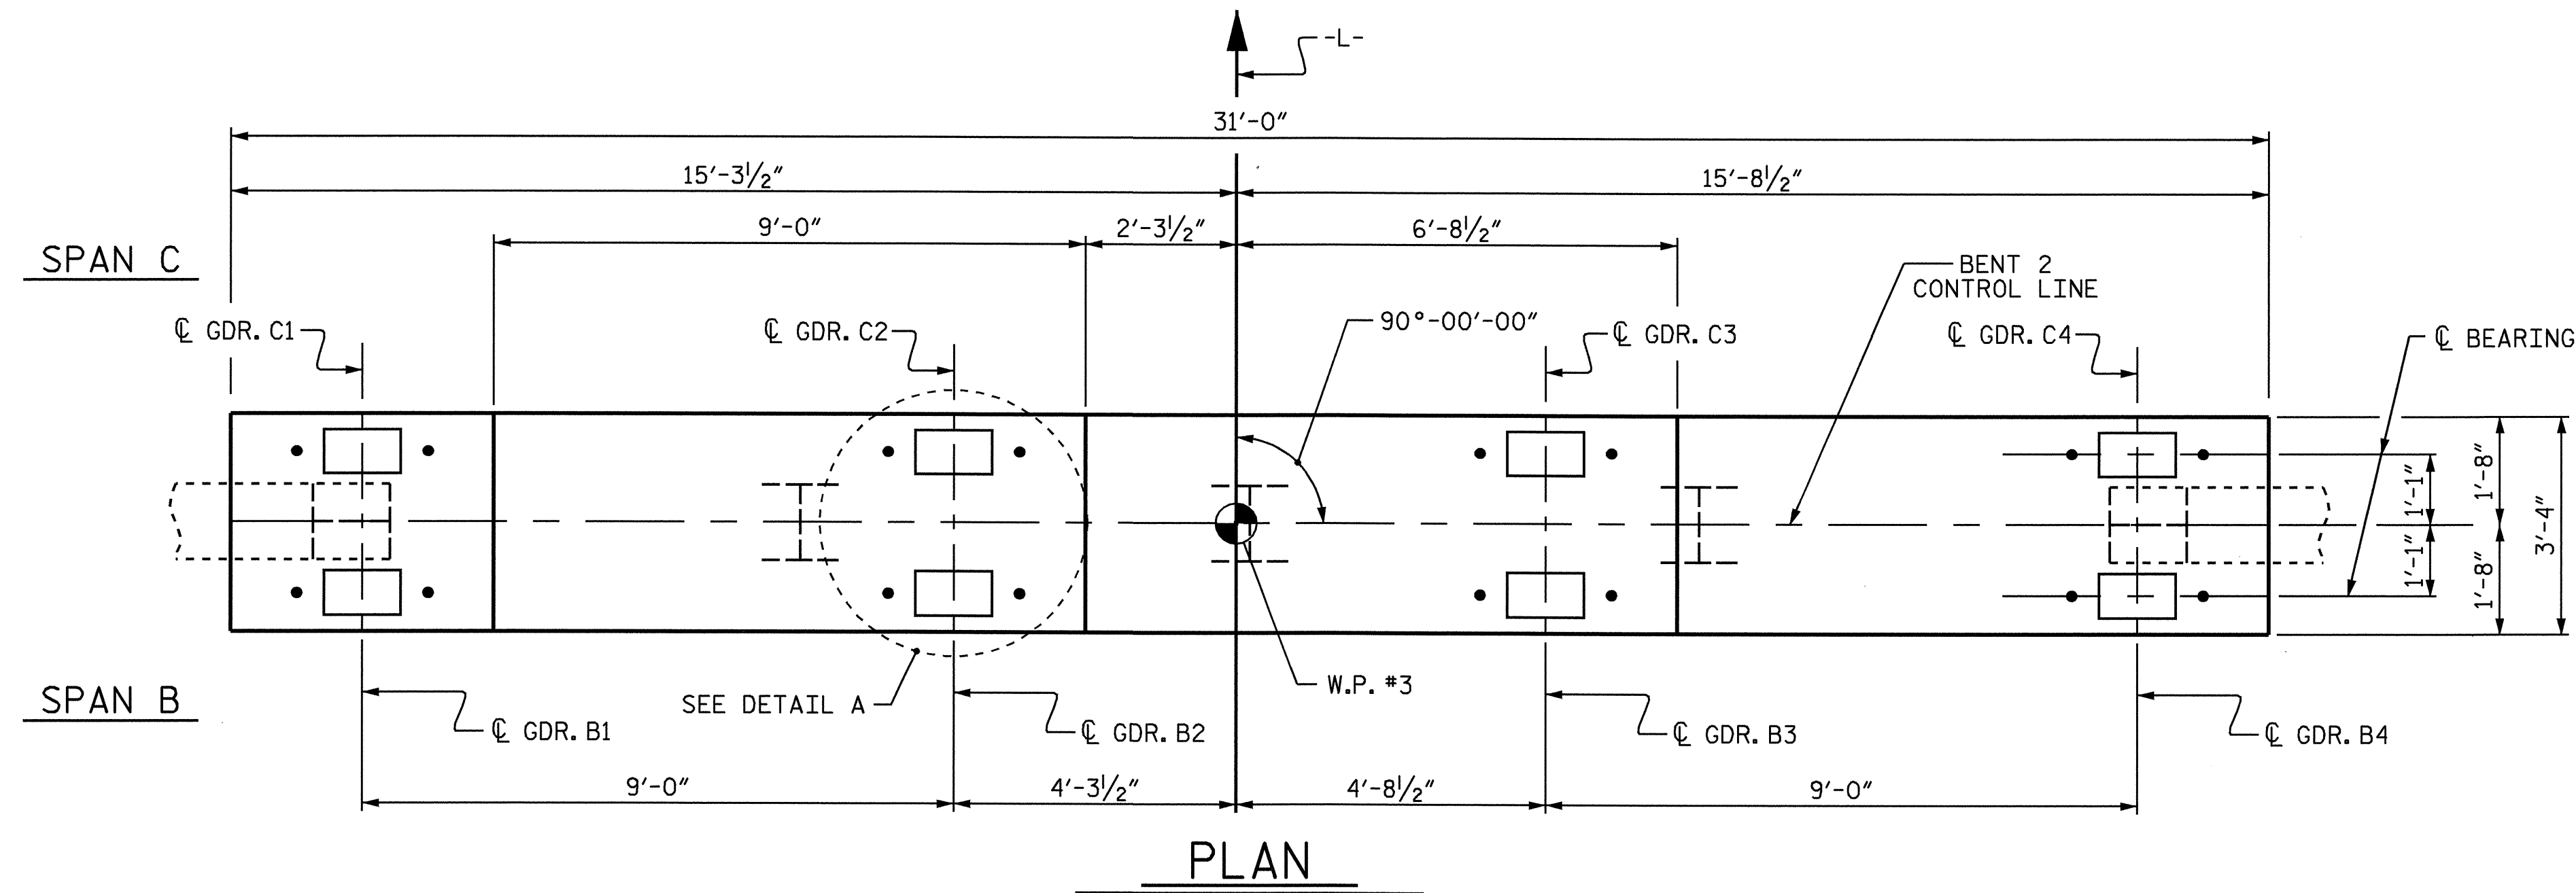 -L-
31'-0"
15'-3½"
15'-8½"
9'-0"
2'-3½"
6'-8½"
SPAN C
BENT 2
CONTROL LINE
℄ GDR. C1
℄ GDR. C2
90°-00'-00"
℄ GDR. C3
℄ GDR. C4
℄ BEARING
1'-1"
1'-8"
3'-4"
1'-1"
1'-8"
SPAN B
SEE DETAIL A
W.P. #3
℄ GDR. B1
℄ GDR. B2
℄ GDR. B3
℄ GDR. B4
9'-0"
4'-3½"
4'-8½"
9'-0"
PLAN